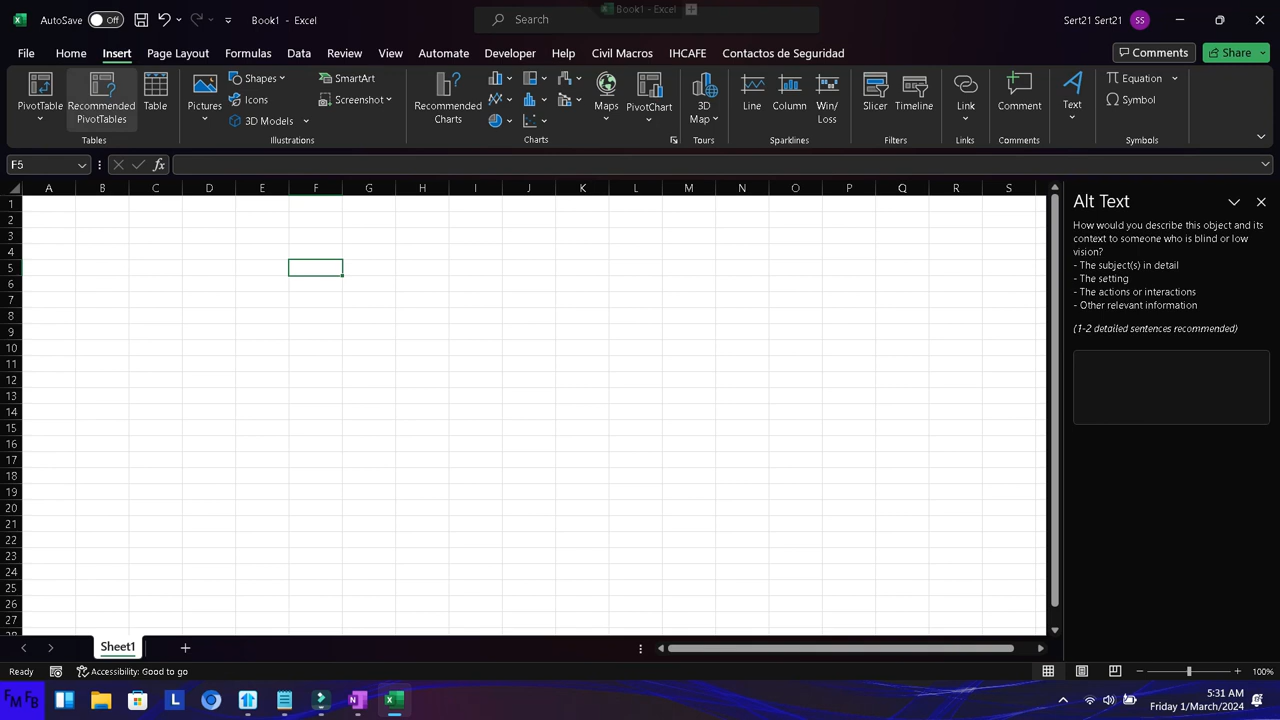 AutoSave Off Book1 - Excel Search Book1 - Excel Sert21 Sert21 SS
File Home Insert Page Layout Formulas Data Review View Automate Developer Help Civil Macros IHCAFE Contactos de Seguridad Comments Share
PivotTable
Recommended
PivotTables
Table
Tables
Pictures
Shapes
Icons
3D Models
SmartArt
Screenshot
Illustrations
Recommended
Charts
Maps
PivotChart
Charts
3D
Map
Tours
Line
Column
Win/
Loss
Sparklines
Slicer
Timeline
Filters
Link
Links
Comment
Comments
Text
Equation
Symbol
Symbols
F5 fx
A B C D E F G H I J K L M N O P Q R S
1
2
3
4
5
6
7
8
9
10
11
12
13
14
15
16
17
18
19
20
21
22
23
24
25
26
27
28
Alt Text
How would you describe this object and its
context to someone who is blind or low
vision?
- The subject(s) in detail
- The setting
- The actions or interactions
- Other relevant information
(1-2 detailed sentences recommended)
Sheet1
Ready Accessibility: Good to go 100%
FM FB L N 5:31 AM
Friday 1/March/2024